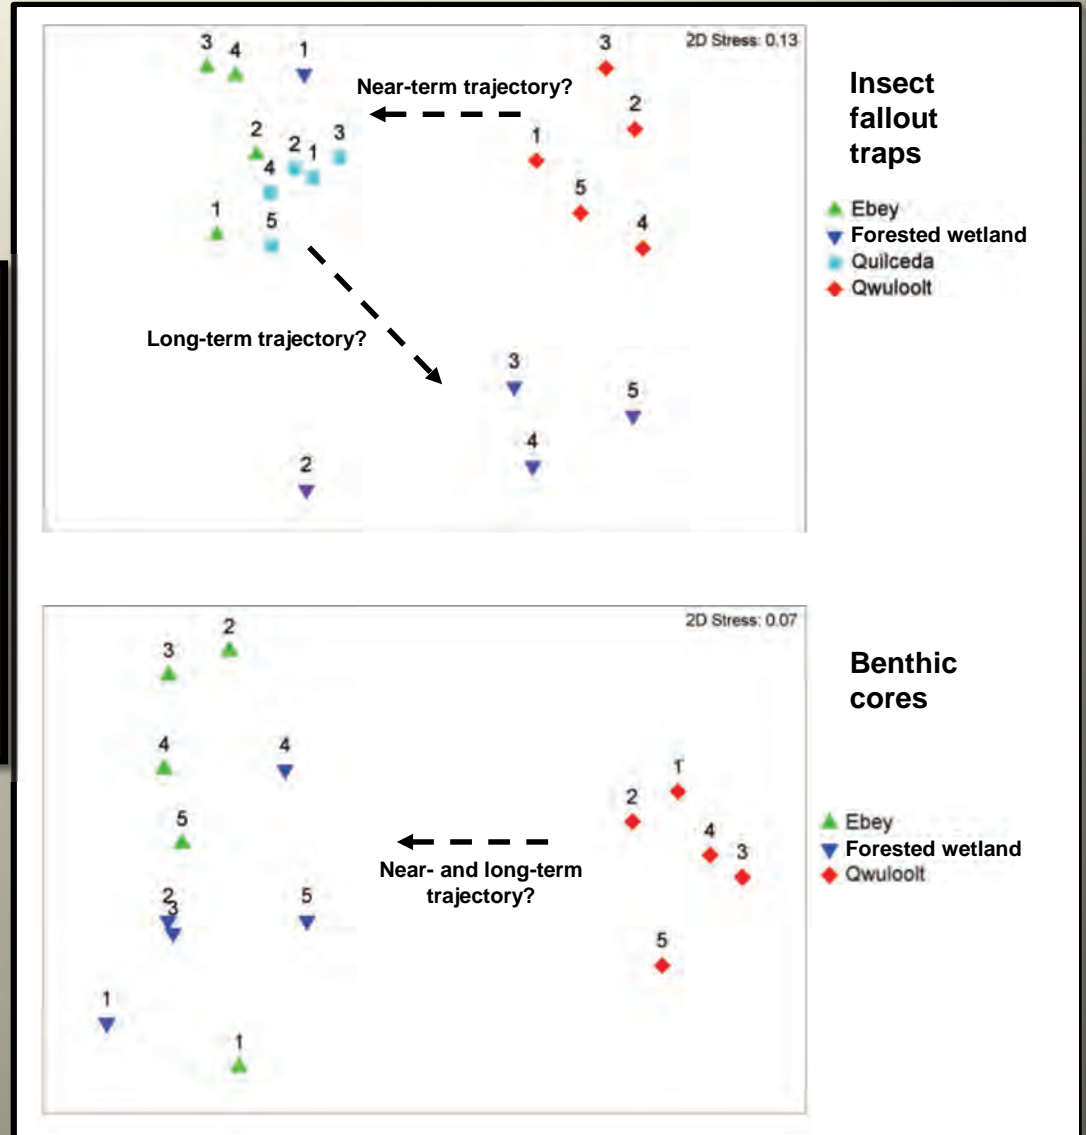 2D Stress: 0.13
3
4
1
3
Near-term trajectory?
2
2
2
1
3
1
4
5
1
5
4
Long-term trajectory?
3
5
4
2
Insect
fallout
traps
Ebey
Forested wetland
Quilceda
Qwuloolt
2D Stress: 0.07
2
3
4
4
1
2
5
4
3
Near- and long-term
trajectory?
2
3
5
5
1
1
Benthic
cores
Ebey
Forested wetland
Qwuloolt